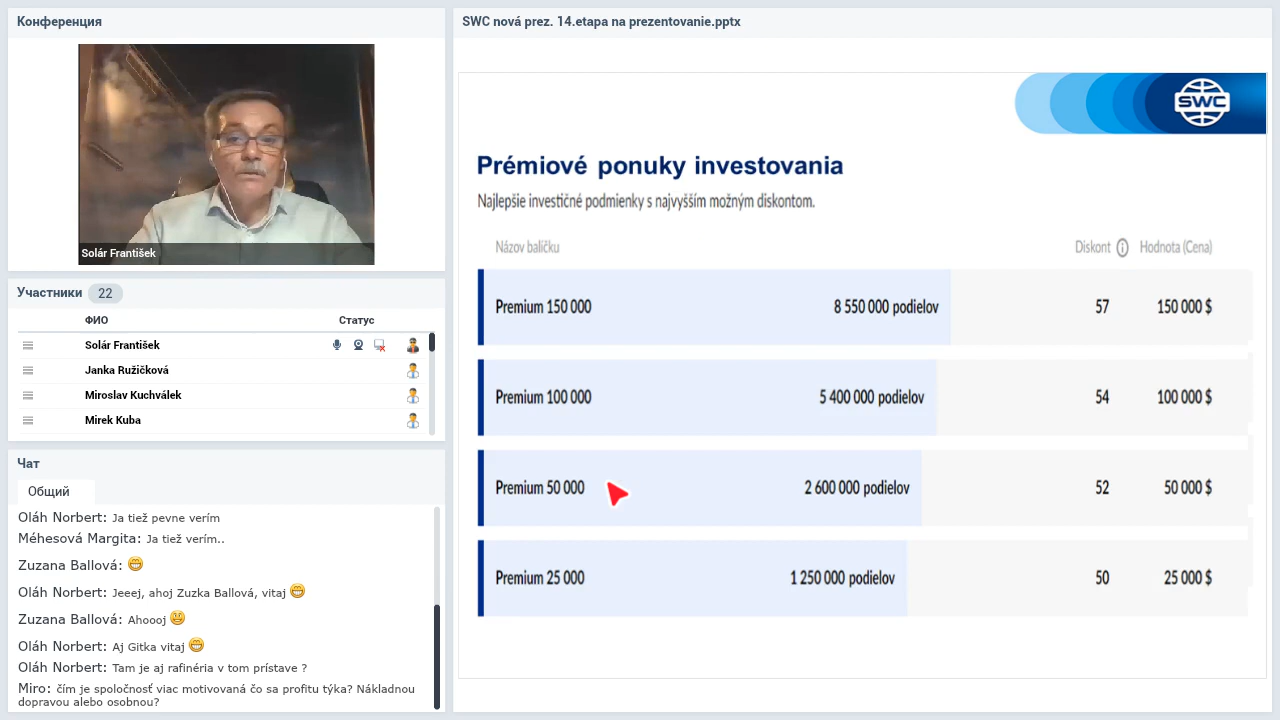 Конференция
Solár František
Участники 22
ФИО Статус
Solár František
Janka Ružičková
Miroslav Kuchválek
Mirek Kuba
Чат
Общий
Oláh Norbert: Ja tiež pevne verím
Méhesová Margita: Ja tiež verím..
Zuzana Ballová:
Oláh Norbert: Jeeej, ahoj Zuzka Ballová, vitaj
Zuzana Ballová: Ahoooj
Oláh Norbert: Aj Gitka vitaj
Oláh Norbert: Tam je aj rafinéria v tom prístave ?
Miro: čím je spoločnosť viac motivovaná čo sa profitu týka? Nákladnou
dopravou alebo osobnou?
SWC nová prez. 14.etapa na prezentovanie.pptx
SWC
Prémiové ponuky investovania
Najlepšie investičné podmienky s najvyšším možným diskontom.
Názov balíčku Diskont Hodnota (Cena)
Premium 150 000 8 550 000 podielov 57 150 000 $
Premium 100 000 5 400 000 podielov 54 100 000 $
Premium 50 000 2 600 000 podielov 52 50 000 $
Premium 25 000 1 250 000 podielov 50 25 000 $